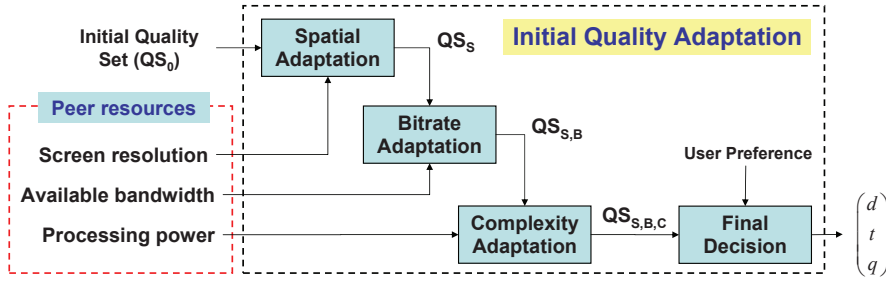 Initial Quality
Set (QS0)
Spatial
Adaptation
QSS
Initial Quality Adaptation
Peer resources
Screen resolution
Bitrate
Adaptation
QSS,B
User Preference
Available bandwidth
Processing power
Complexity
Adaptation
QSS,B,C
Final
Decision
d
t
q